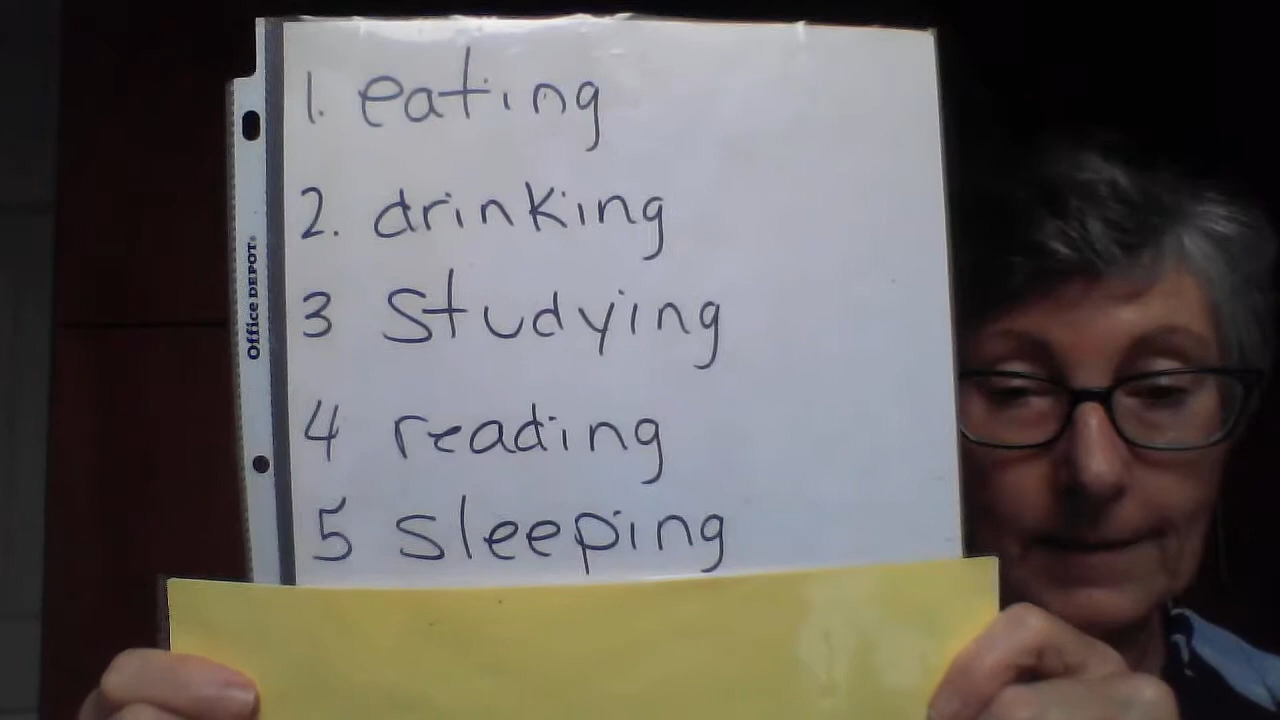 1. eating
2. drinking
3 Studying
4 reading
5 sleeping
Office DEPOT®